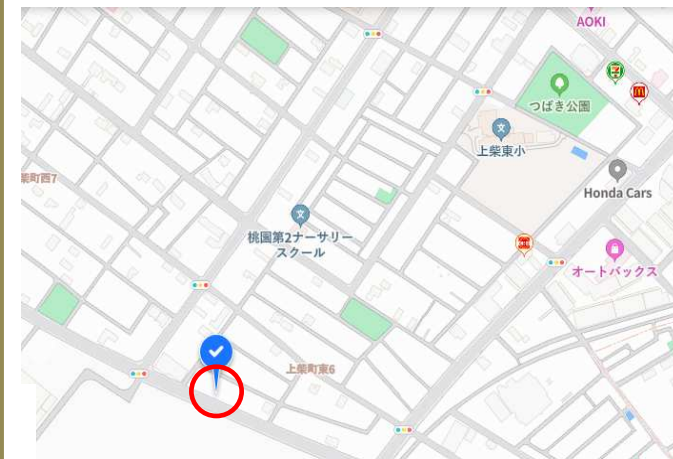 AOKI
つばき公園
上柴東小
Honda Cars
柴町西7
桃園第2ナーサリー
スクール
オートバックス
上柴町東6